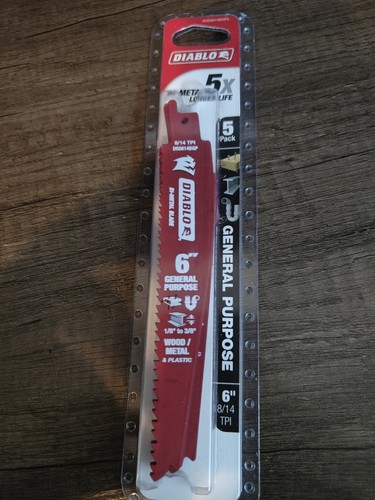 DIABLO
BI-METAL
5X
LONGER LIFE
5
Pack
8/14 TPI
DIABLO
BI-METAL BLADE
6"
GENERAL
PURPOSE
1/8" to 3/8"
WOOD /
METAL
& PLASTIC
GENERAL PURPOSE
6"
8/14
TPI